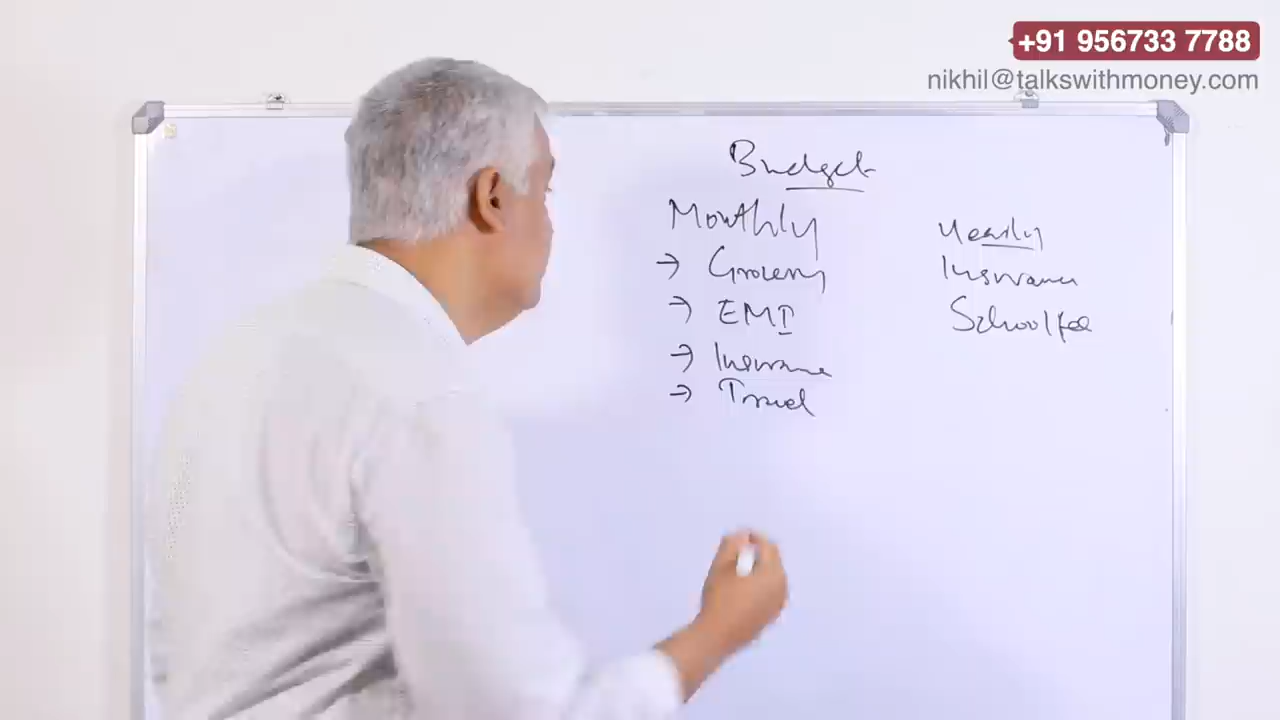 +91 956733 7788
nikhil@talkswithmoney.com
Budget
Monthly
→ Grocery
→ EMI
→ Insurance
→ Travel
Yearly
Insurance
School fee